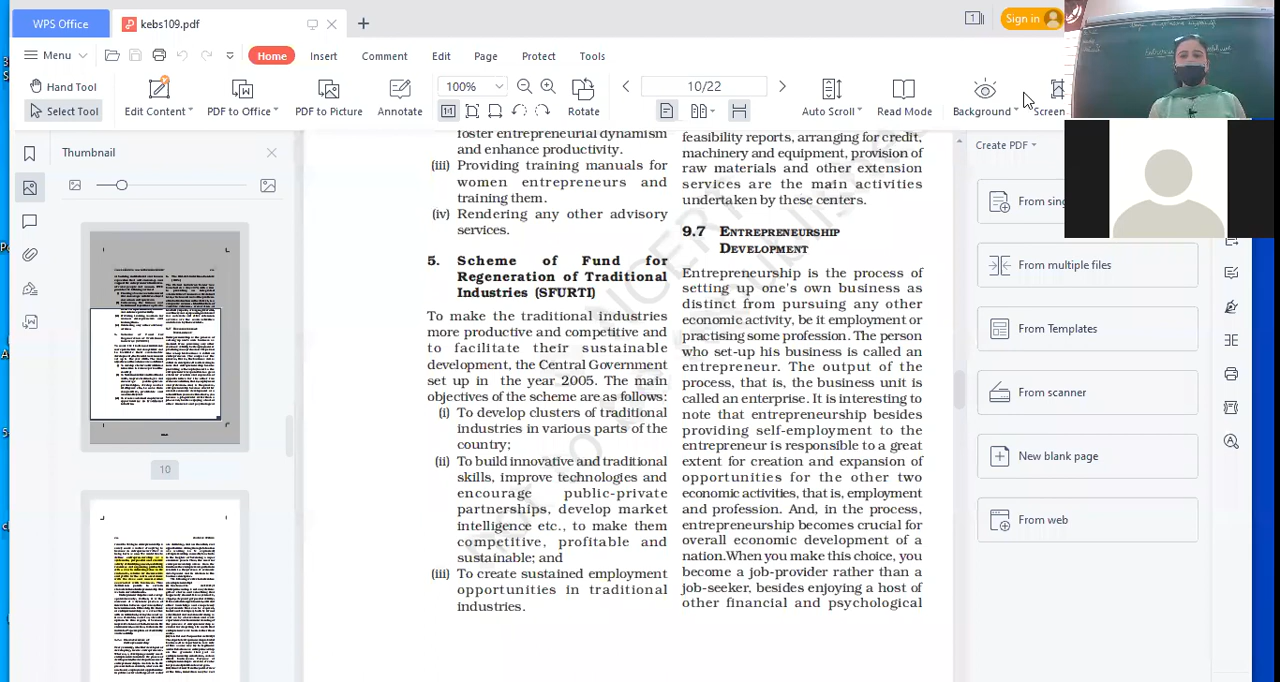 WPS Office
kebs109.pdf
Sign in
Menu
Home
Insert
Comment
Edit
Page
Protect
Tools
Hand Tool
Select Tool
Edit Content
PDF to Office
PDF to Picture
Annotate
100%
Rotate
10/22
Auto Scroll
Read Mode
Background
Screen
Thumbnail
10
foster entrepreneurial dynamism
and enhance productivity.
(iii) Providing training manuals for
women entrepreneurs and
training them.
(iv) Rendering any other advisory
services.
5. Scheme of Fund for
Regeneration of Traditional
Industries (SFURTI)
To make the traditional industries
more productive and competitive and
to facilitate their sustainable
development, the Central Government
set up in the year 2005. The main
objectives of the scheme are as follows:
(i) To develop clusters of traditional
industries in various parts of the
country;
(ii) To build innovative and traditional
skills, improve technologies and
encourage public-private
partnerships, develop market
intelligence etc., to make them
competitive, profitable and
sustainable; and
(iii) To create sustained employment
opportunities in traditional
industries.
feasibility reports, arranging for credit,
machinery and equipment, provision of
raw materials and other extension
services are the main activities
undertaken by these centers.
9.7 Entrepreneurship
Development
Entrepreneurship is the process of
setting up one's own business as
distinct from pursuing any other
economic activity, be it employment or
practising some profession. The person
who set-up his business is called an
entrepreneur. The output of the
process, that is, the business unit is
called an enterprise. It is interesting to
note that entrepreneurship besides
providing self-employment to the
entrepreneur is responsible to a great
extent for creation and expansion of
opportunities for the other two
economic activities, that is, employment
and profession. And, in the process,
entrepreneurship becomes crucial for
overall economic development of a
nation.When you make this choice, you
become a job-provider rather than a
job-seeker, besides enjoying a host of
other financial and psychological
Create PDF
From sing
From multiple files
From Templates
From scanner
New blank page
From web